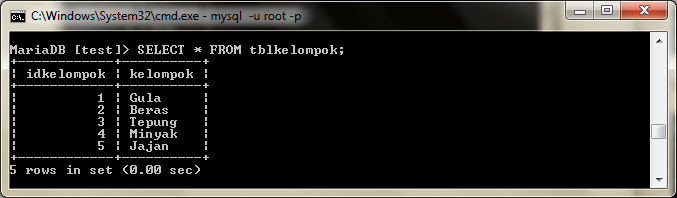 C:\Windows\System32\cmd.exe - mysql -u root -p
MariaDB [test]> SELECT * FROM tblkelompok;
+------------+----------+
| idkelompok | kelompok |
+------------+----------+
| 1 | Gula |
| 2 | Beras |
| 3 | Tepung |
| 4 | Minyak |
| 5 | Jajan |
+------------+----------+
5 rows in set (0.00 sec)